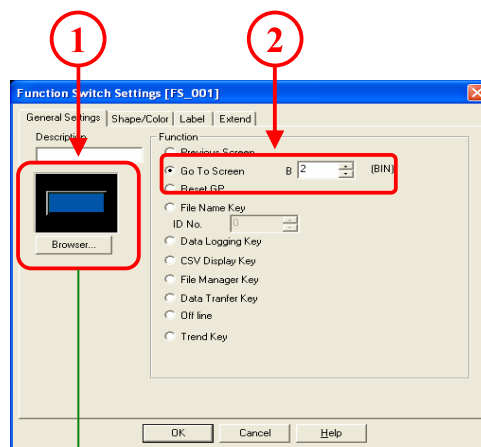 1 2
Function Switch Settings [FS_001]
General Settings Shape/Color Label Extend
Description
Function
Previous Screen
Go To Screen B 2 (BIN)
Reset GP
File Name Key
ID No. 0
Browser...
Data Logging Key
CSV Display Key
File Manager Key
Data Tranfer Key
Off line
Trend Key
OK Cancel Help